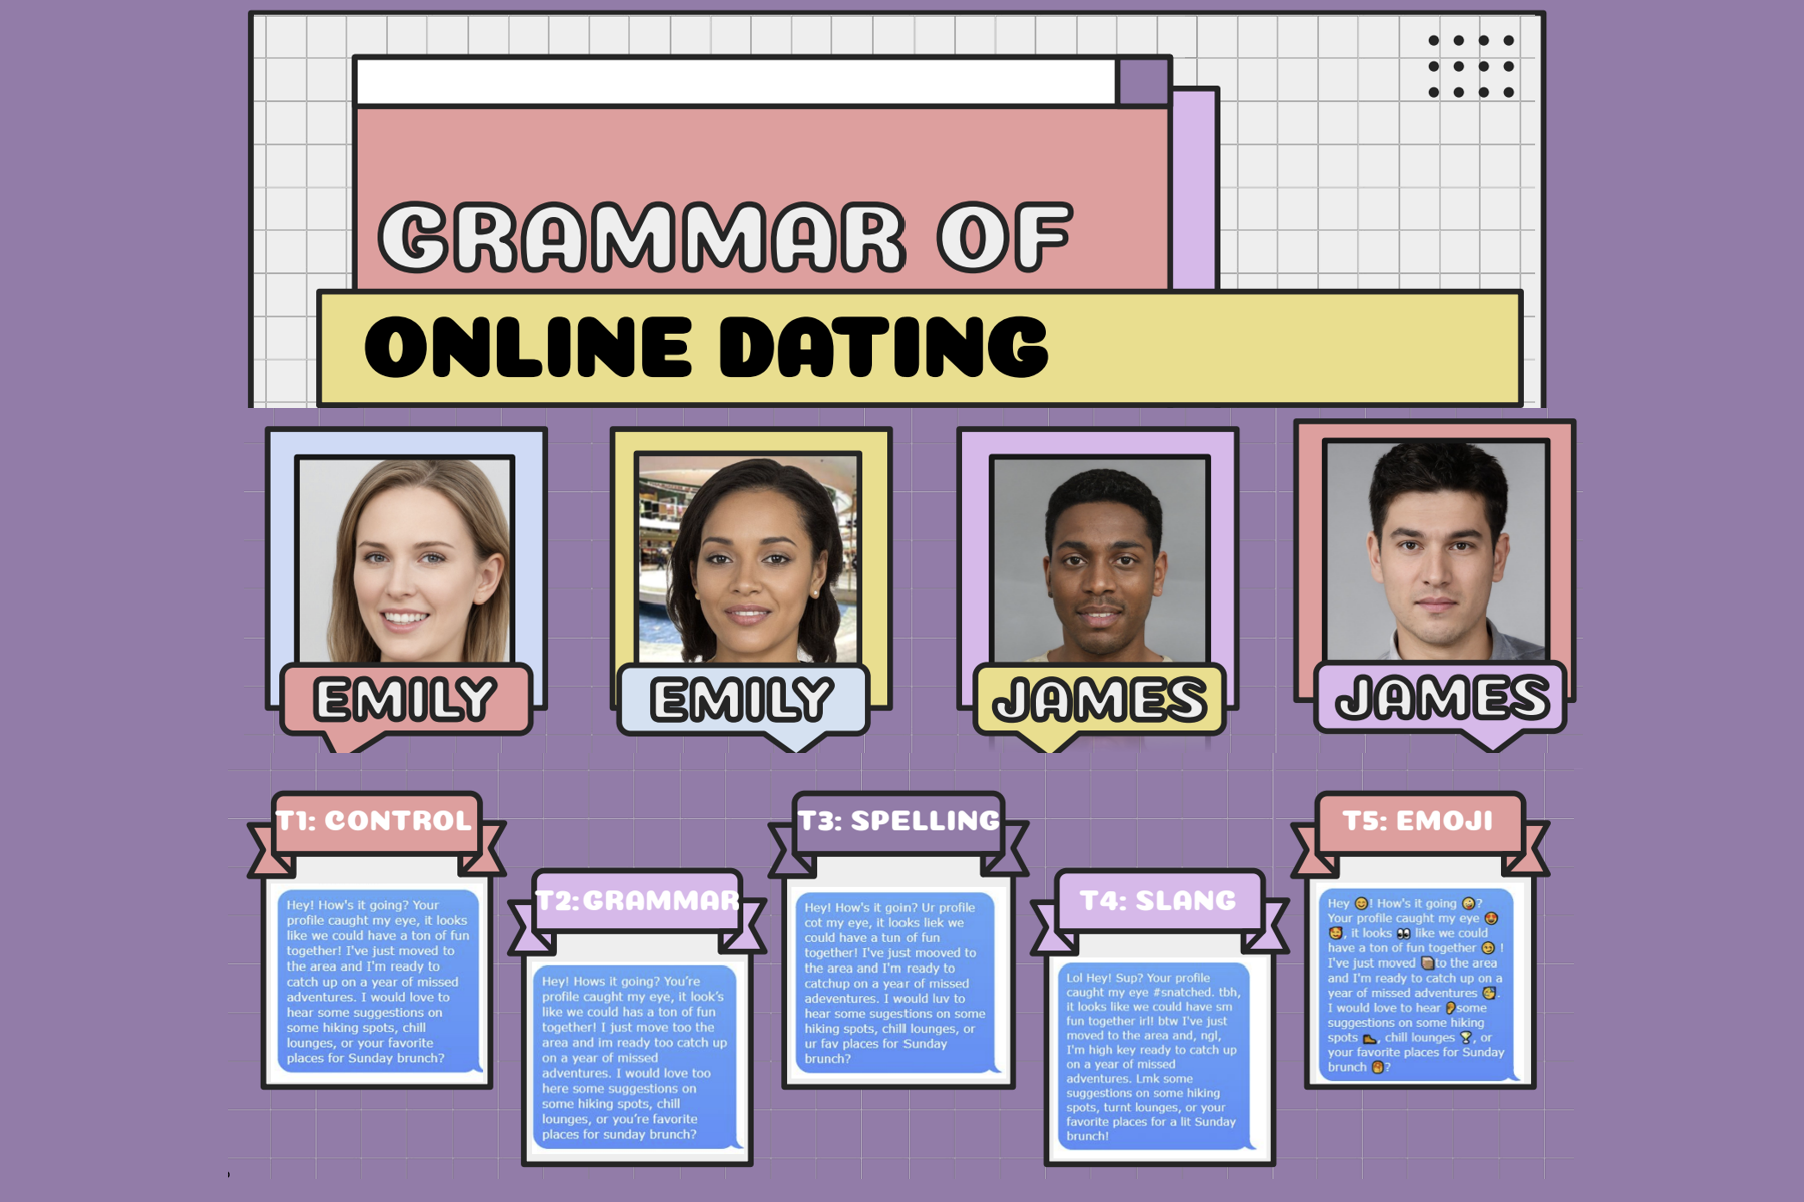 GRAMMAR OF
ONLINE DATING
EMILY
EMILY
JAMES
JAMES
T1: CONTROL
Hey! How's it going? Your
profile caught my eye, it looks
like we could have a ton of fun
together! I've just moved to
the area and I'm ready to
catch up on a year of missed
adventures. I would love to
hear some suggestions on
some hiking spots, chill
lounges, or your favorite
places for Sunday brunch?
T2:GRAMMAR
Hey! Hows it going? You're
profile caught my eye, it look's
like we could has a ton of fun
together! I just move too the
area and im ready too catch up
on a year of missed
adventures. I would love too
here some suggestions on
some hiking spots, chill
lounges, or you're favorite
places for sunday brunch?
T3: SPELLING
Hey! How's it goin? Ur profile
cot my eye, it looks liek we
could have a tun of fun
together! I've just mooved to
the area and I'm ready to
catchup on a year of missed
adeventures. I would luv to
hear some sugestions on some
hiking spots, chill lounges, or
ur fav places for Sunday
brunch?
T4: SLANG
Lol Hey! Sup? Your profile
caught my eye #snatched. tbh,
it looks like we could have sm
fun together irl! btw I've just
moved to the area and, ngl,
I'm high key ready to catch up
on a year of missed
adventures. Lmk some
suggestions on some hiking
spots, turnt lounges, or your
favorite places for a lit Sunday
brunch!
T5: EMOJI
Hey 😊! How's it going 😜?
Your profile caught my eye 🤩
🥰, it looks 👀 like we could
have a ton of fun together 😏 !
I've just moved to the area
and I'm ready to catch up on a
year of missed adventures 🥳.
I would love to hear 👂some
suggestions on some hiking
spots 🥾, chill lounges 🍸, or
your favorite places for Sunday
brunch ?